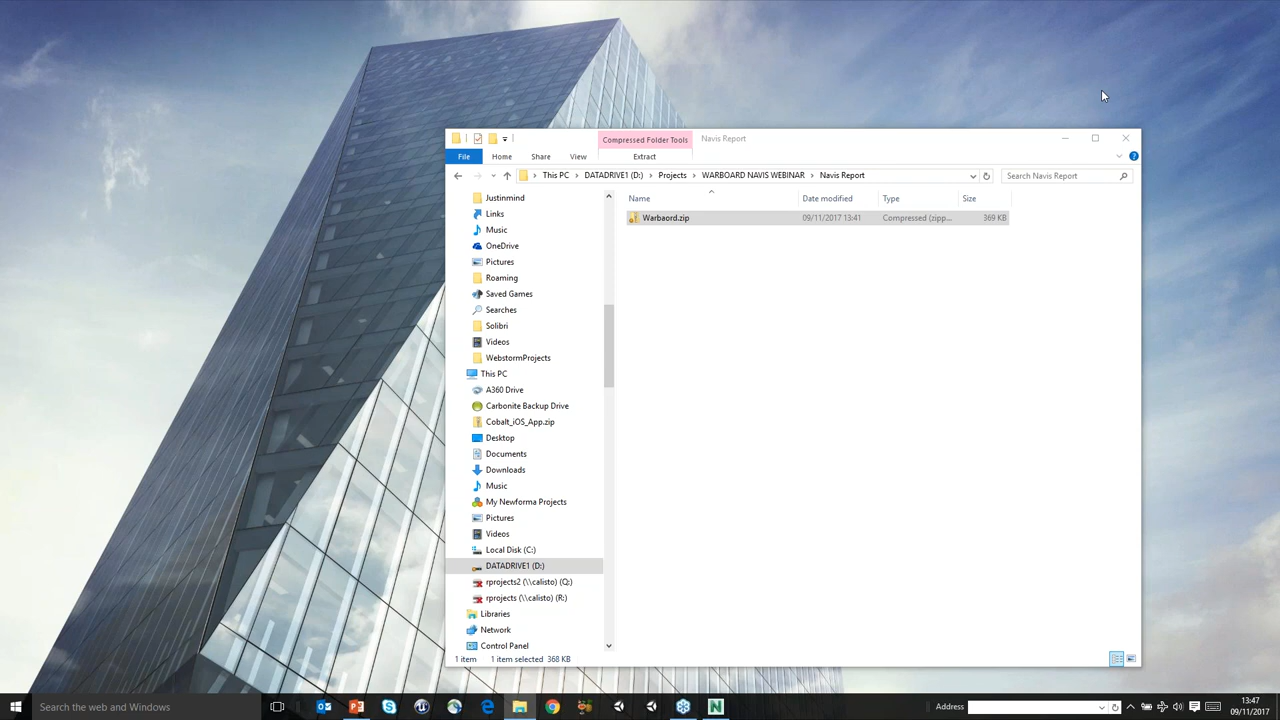 Compressed Folder Tools
Navis Report
File
Home
Share
View
Extract
This PC
DATADRIVE1 (D:)
Projects
WARBOARD NAVIS WEBINAR
Navis Report
Search Navis Report
Name
Date modified
Type
Size
Warbaord.zip
09/11/2017 13:41
Compressed (zipp...
369 KB
Justinmind
Links
Music
OneDrive
Pictures
Roaming
Saved Games
Searches
Solibri
Videos
WebstormProjects
This PC
A360 Drive
Carbonite Backup Drive
Cobalt_iOS_App.zip
Desktop
Documents
Downloads
Music
My Newforma Projects
Pictures
Videos
Local Disk (C:)
DATADRIVE1 (D:)
rprojects2 (\\calisto) (Q:)
rprojects (\\calisto) (R:)
Libraries
Network
Control Panel
1 item
1 item selected 368 KB
Search the web and Windows
Address
13:47
09/11/2017